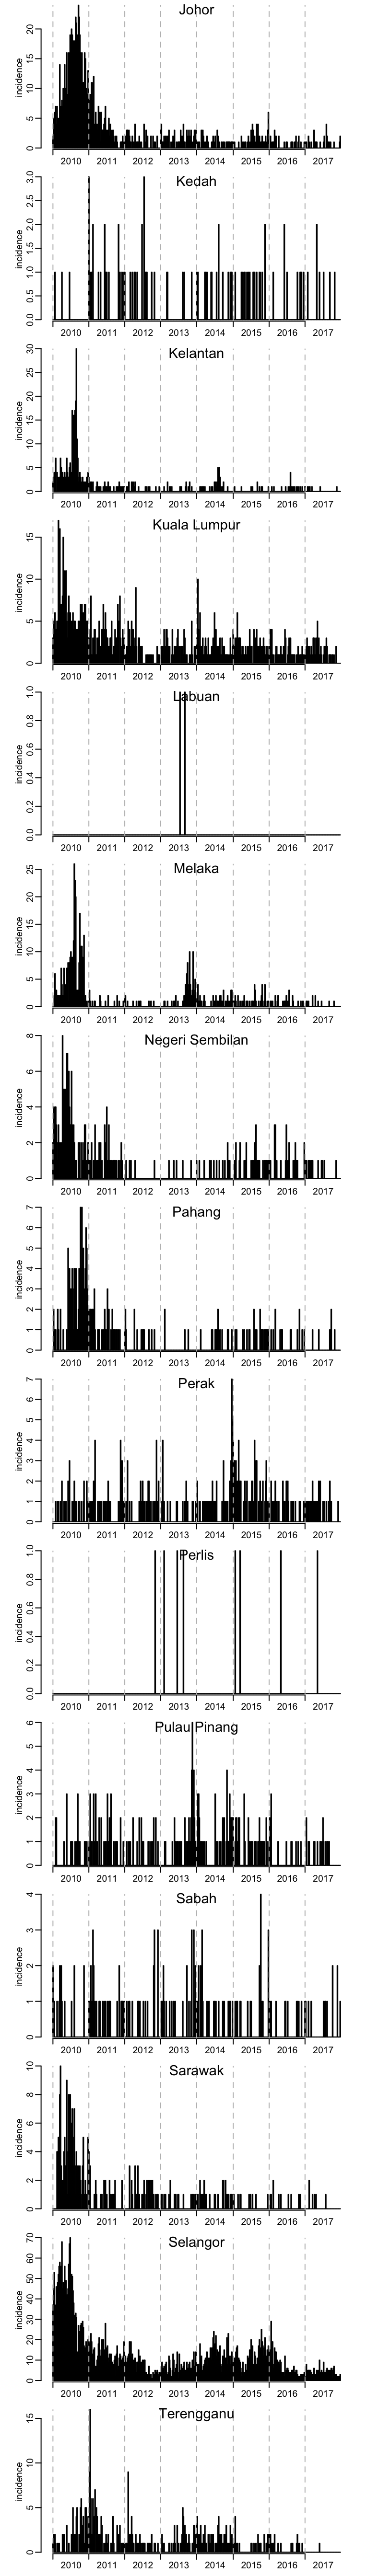 Johor
incidence
0 5 10 15 20
2010 2011 2012 2013 2014 2015 2016 2017
Kedah
incidence
0.0 0.5 1.0 1.5 2.0 2.5 3.0
2010 2011 2012 2013 2014 2015 2016 2017
Kelantan
incidence
0 5 10 15 20 25 30
2010 2011 2012 2013 2014 2015 2016 2017
Kuala Lumpur
incidence
0 5 10 15
2010 2011 2012 2013 2014 2015 2016 2017
Labuan
incidence
0.0 0.2 0.4 0.6 0.8 1.0
2010 2011 2012 2013 2014 2015 2016 2017
Melaka
incidence
0 5 10 15 20 25
2010 2011 2012 2013 2014 2015 2016 2017
Negeri Sembilan
incidence
0 2 4 6 8
2010 2011 2012 2013 2014 2015 2016 2017
Pahang
incidence
0 1 2 3 4 5 6 7
2010 2011 2012 2013 2014 2015 2016 2017
Perak
incidence
0 1 2 3 4 5 6 7
2010 2011 2012 2013 2014 2015 2016 2017
Perlis
incidence
0.0 0.2 0.4 0.6 0.8 1.0
2010 2011 2012 2013 2014 2015 2016 2017
Pulau Pinang
incidence
0 1 2 3 4 5 6
2010 2011 2012 2013 2014 2015 2016 2017
Sabah
incidence
0 1 2 3 4
2010 2011 2012 2013 2014 2015 2016 2017
Sarawak
incidence
0 2 4 6 8 10
2010 2011 2012 2013 2014 2015 2016 2017
Selangor
incidence
0 10 20 30 40 50 60 70
2010 2011 2012 2013 2014 2015 2016 2017
Terengganu
incidence
0 5 10 15
2010 2011 2012 2013 2014 2015 2016 2017